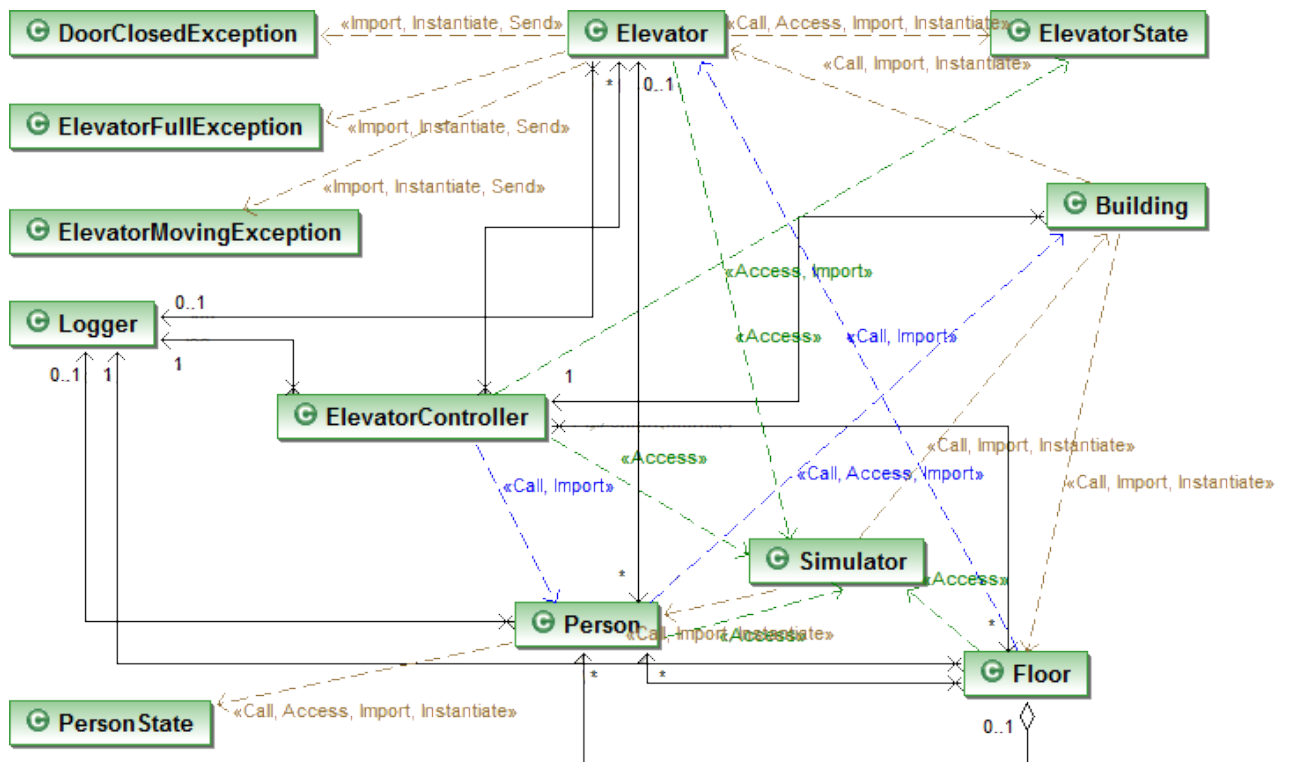 DoorClosedException
«Import, Instantiate, Send»
Elevator
«Call, Access, Import, Instantiate»
ElevatorState
«Call, Import, Instantiate»
*
0..1
ElevatorFullException
«Import, Instantiate, Send»
«Import, Instantiate, Send»
Building
ElevatorMovingException
«Access, Import»
0..1
Logger
«Access»
«Call, Import»
1
0..1
1
1
ElevatorController
«Call, Import, Instantiate»
«Access»
«Call, Import»
«Call, Access, Import»
«Call, Import, Instantiate»
Simulator
*
«Access»
Person
*
«Call, Import, Instantiate»
«Access»
Floor
*
*
PersonState
«Call, Access, Import, Instantiate»
0..1